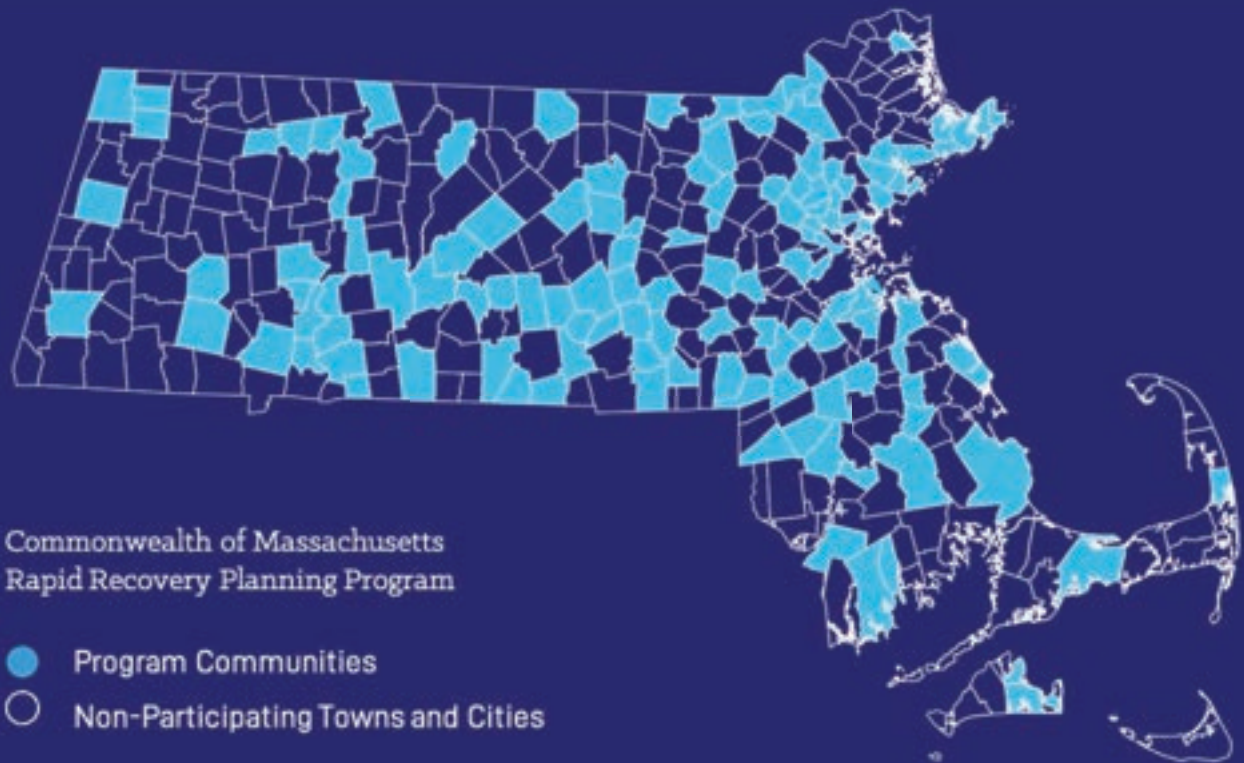 Commonwealth of Massachusetts
Rapid Recovery Planning Program
Program Communities
Non-Participating Towns and Cities